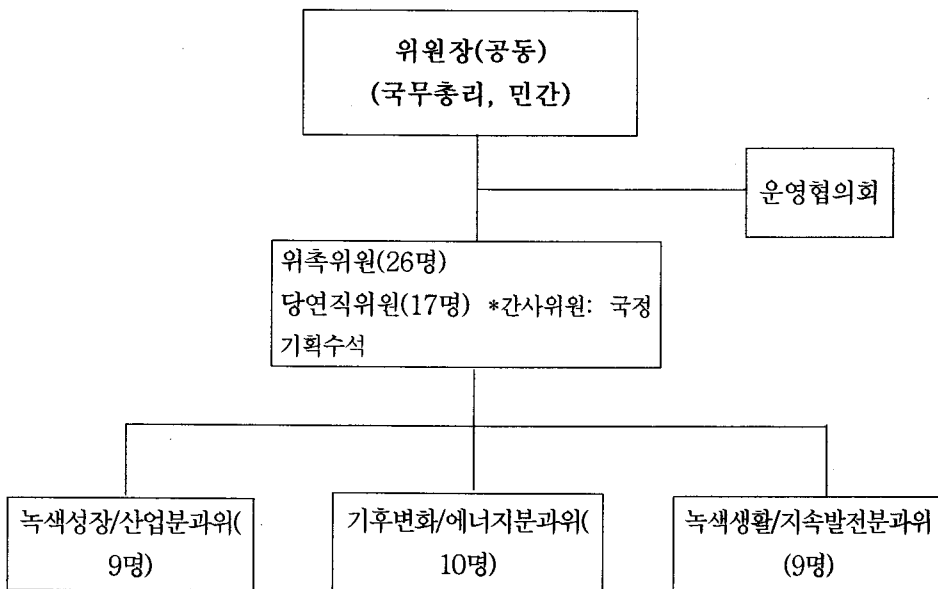 위원장(공동)
(국무총리, 민간)
운영협의회
위촉위원(26명)
당연직위원(17명) *간사위원: 국정
기획수석
녹색성장/산업분과위(
9명)
기후변화/에너지분과위(
10명)
녹색생활/지속발전분과위
(9명)